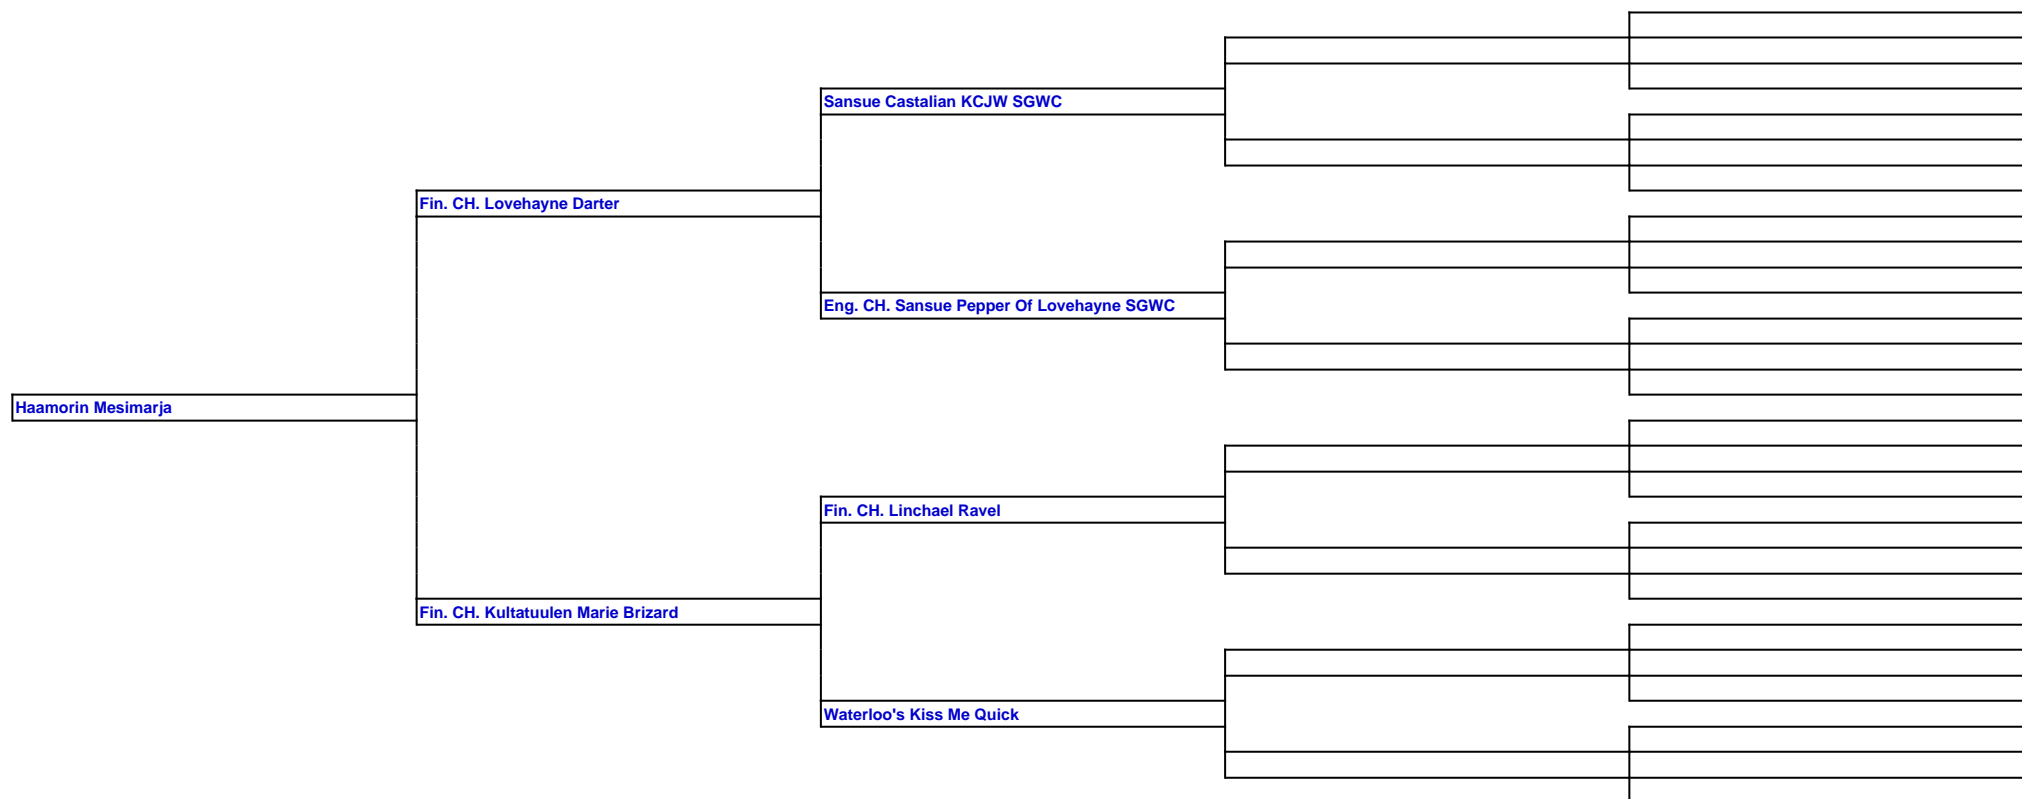 Sansue Castalian KCJW SGWC
Fin. CH. Lovehayne Darter
Eng. CH. Sansue Pepper Of Lovehayne SGWC
Haamorin Mesimarja
Fin. CH. Linchael Ravel
Fin. CH. Kultatuulen Marie Brizard
Waterloo's Kiss Me Quick